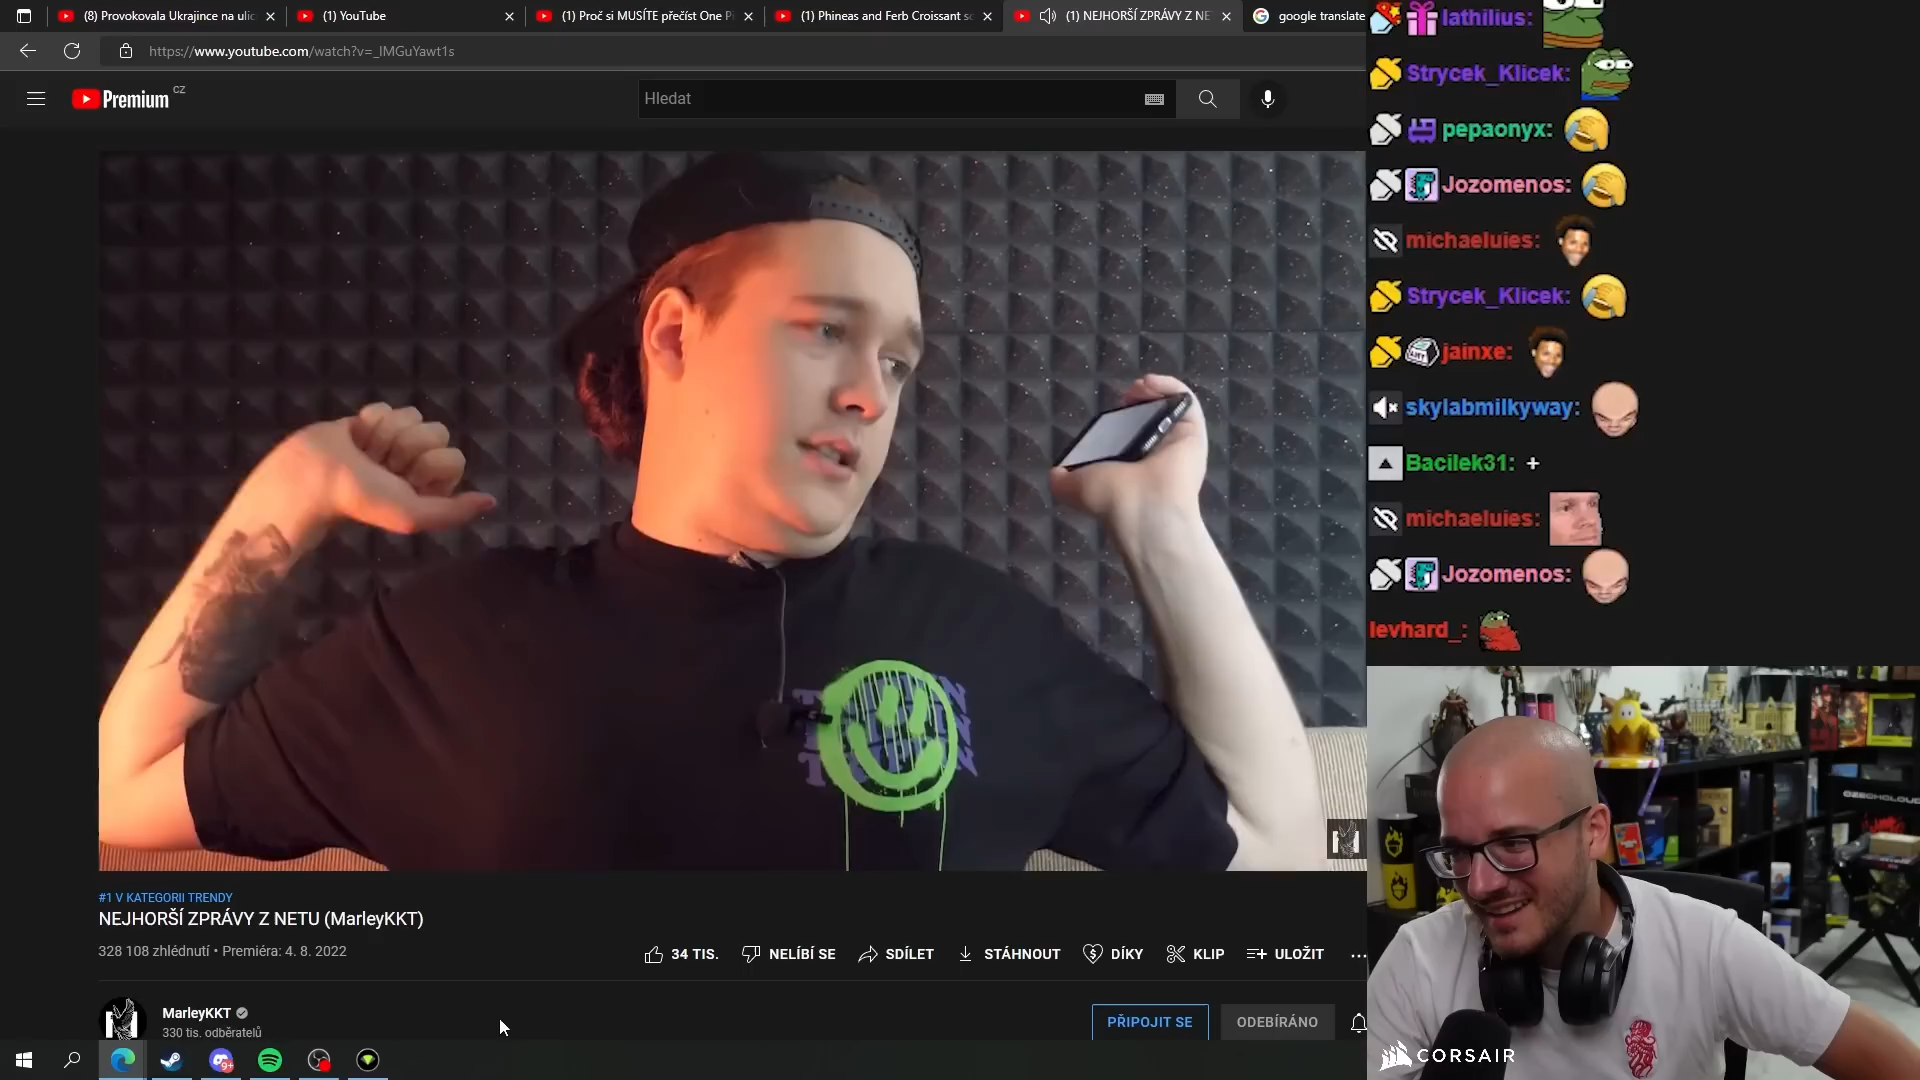 (8) Provokovala Ukrajince na ulic
(1) YouTube
(1) Proč si MUSÍTE přečíst One P
(1) Phineas and Ferb Croissant sc
(1) NEJHORŠÍ ZPRÁVY Z NE
google translate
https://www.youtube.com/watch?v=_IMGuYawt1s
Premium CZ
Hledat
#1 V KATEGORII TRENDY
NEJHORŠÍ ZPRÁVY Z NETU (MarleyKKT)
328 108 zhlédnutí • Premiéra: 4. 8. 2022
34 TIS.
NELÍBÍ SE
SDÍLET
STÁHNOUT
DÍKY
KLIP
ULOŽIT
MarleyKKT
330 tis. odběratelů
PŘIPOJIT SE
ODEBÍRÁNO
9+
lathilius:
Strycek_Klicek:
pepaonyx:
Jozomenos:
michaeluies:
Strycek_Klicek:
jainxe:
skylabmilkyway:
Bacilek31: +
michaeluies:
Jozomenos:
levhard_:
CORSAIR